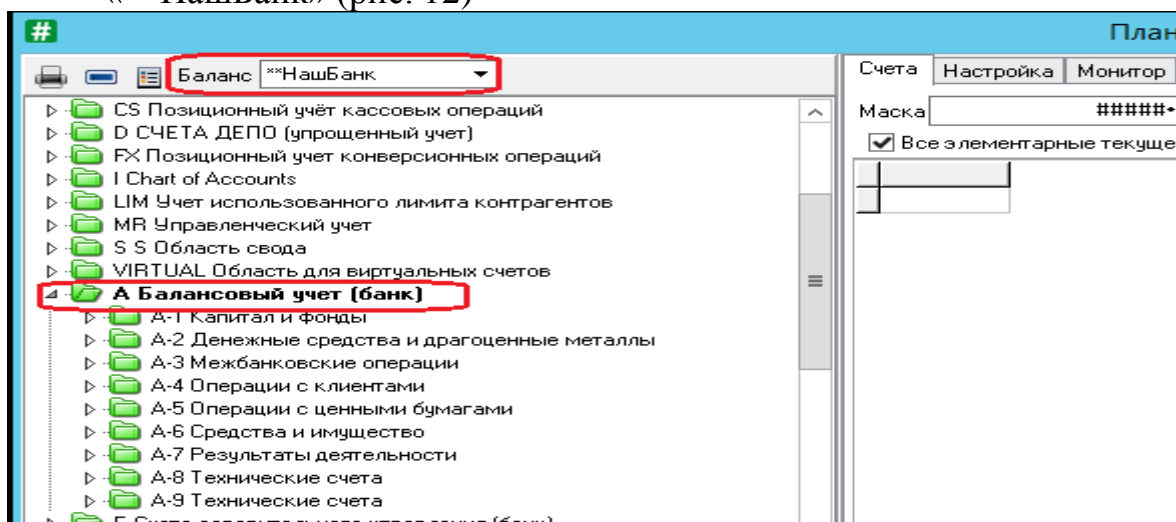 НашБанк» (рис. 12)
#
План
Баланс **НашБанк
Счета Настройка Монитор
CS Позиционный учёт кассовых операций
Маска #####-
D СЧЕТА ДЕПО (упрощенный учет)
Все элементарные текуще
FX Позиционный учет конверсионных операций
I Chart of Accounts
LIM Учет использованного лимита контрагентов
MR Управленческий учет
S S Область свода
VIRTUAL Область для виртуальных счетов
А Балансовый учет (банк)
А-1 Капитал и фонды
А-2 Денежные средства и драгоценные металлы
А-3 Межбанковские операции
А-4 Операции с клиентами
А-5 Операции с ценными бумагами
А-6 Средства и имущество
А-7 Результаты деятельности
А-8 Технические счета
А-9 Технические счета